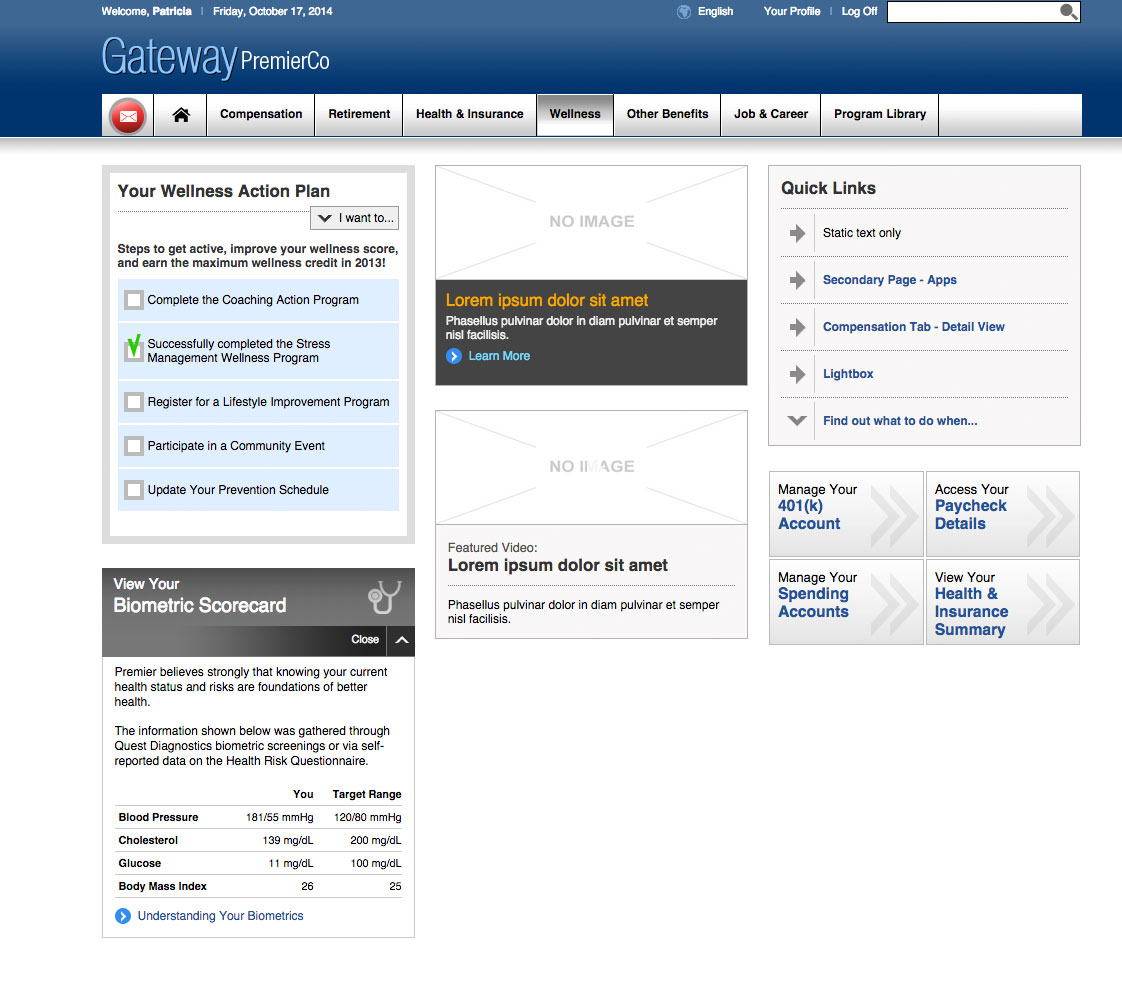 Welcome, Patricia | Friday, October 17, 2014
English Your Profile | Log Off
Gateway PremierCo
Compensation Retirement Health & Insurance Wellness Other Benefits Job & Career Program Library
Your Wellness Action Plan
I want to...
Steps to get active, improve your wellness score,
and earn the maximum wellness credit in 2013!
Complete the Coaching Action Program
Successfully completed the Stress
Management Wellness Program
Register for a Lifestyle Improvement Program
Participate in a Community Event
Update Your Prevention Schedule
View Your
Biometric Scorecard
Close
Premier believes strongly that knowing your current
health status and risks are foundations of better
health.
The information shown below was gathered through
Quest Diagnostics biometric screenings or via self-
reported data on the Health Risk Questionnaire.
You Target Range
Blood Pressure 181/55 mmHg 120/80 mmHg
Cholesterol 139 mg/dL 200 mg/dL
Glucose 11 mg/dL 100 mg/dL
Body Mass Index 26 25
Understanding Your Biometrics
NO IMAGE
Lorem ipsum dolor sit amet
Phasellus pulvinar dolor in diam pulvinar et semper
nisl facilisis.
Learn More
NO IMAGE
Featured Video:
Lorem ipsum dolor sit amet
Phasellus pulvinar dolor in diam pulvinar et semper
nisl facilisis.
Quick Links
Static text only
Secondary Page - Apps
Compensation Tab - Detail View
Lightbox
Find out what to do when...
Manage Your
401(k)
Account
Access Your
Paycheck
Details
Manage Your
Spending
Accounts
View Your
Health &
Insurance
Summary